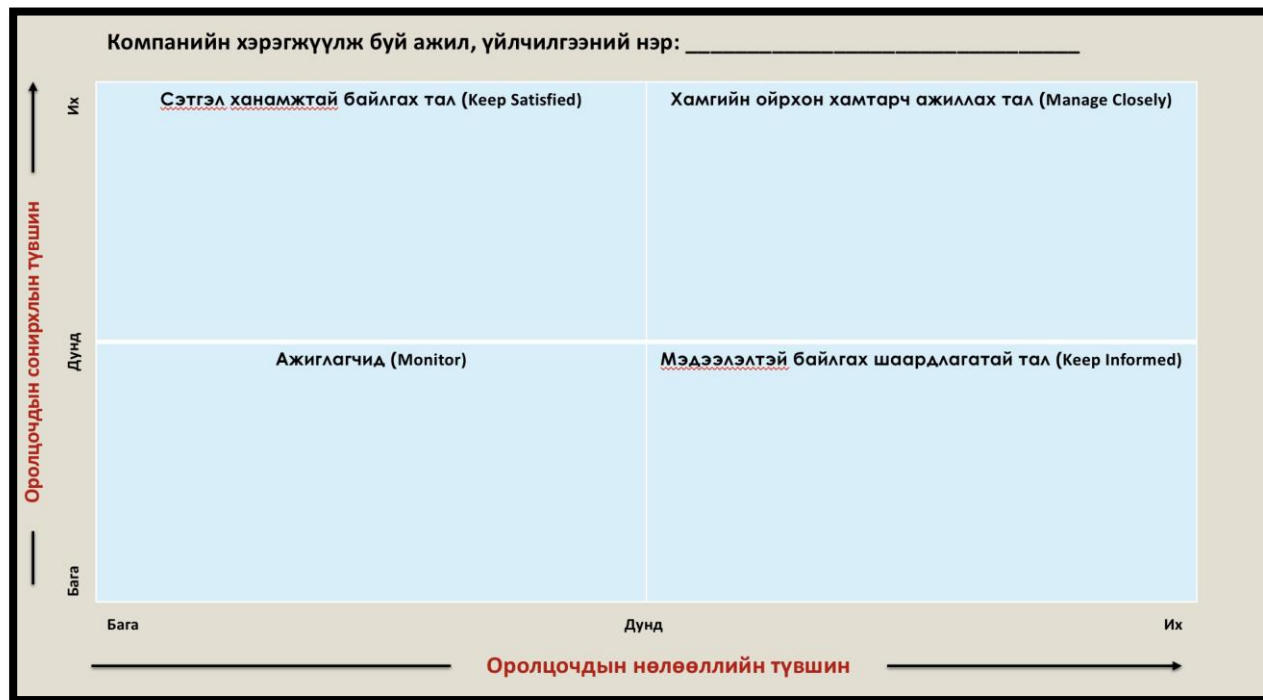 Компанийн хэрэгжүүлж буй ажил, үйлчилгээний нэр: ________________________________
Их
Сэтгэл ханамжтай байлгах тал (Keep Satisfied)
Хамгийн ойрхон хамтарч ажиллах тал (Manage Closely)
Оролцочдын сонирхлын түвшин
Дунд
Ажиглагчид (Monitor)
Мэдээлэлтэй байлгах шаардлагатай тал (Keep Informed)
Бага
Бага
Дунд
Их
Оролцочдын нөлөөллийн түвшин